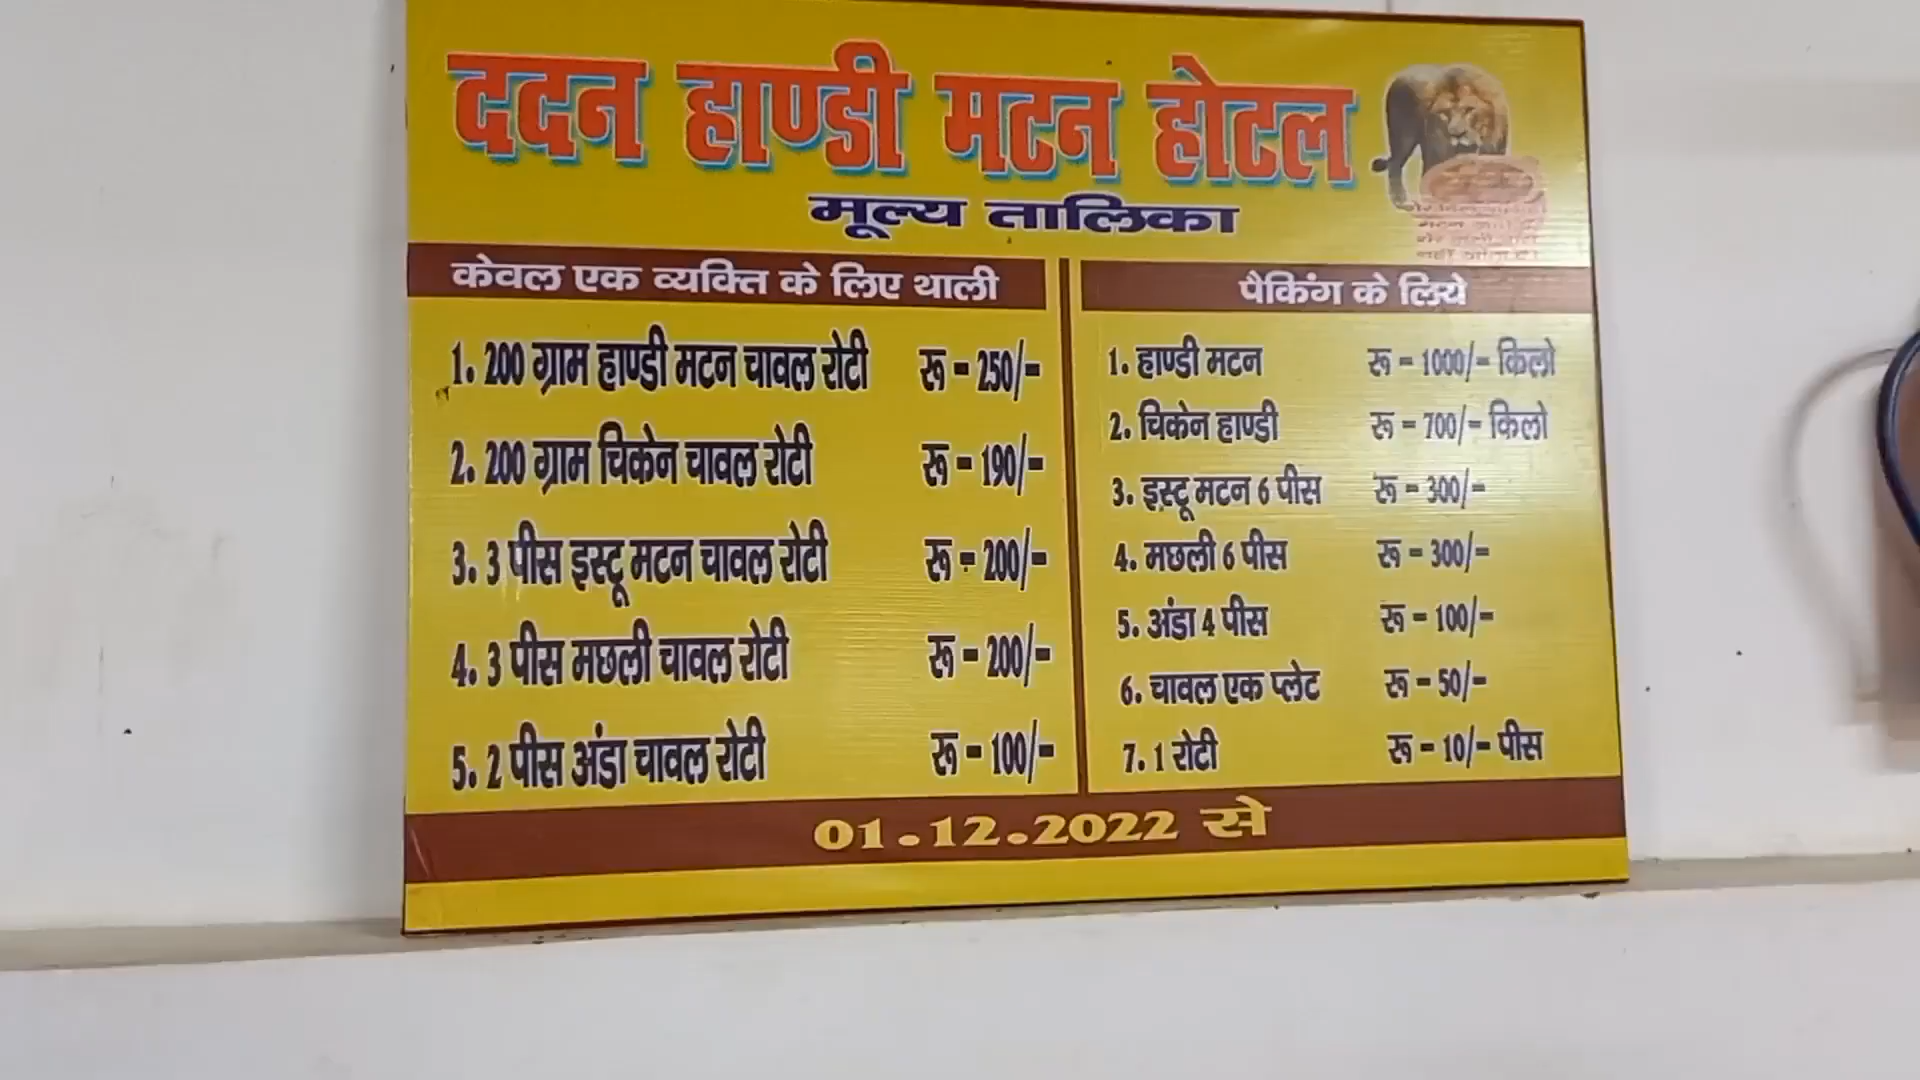 ददन हाण्डी मटन होटल
मूल्य तालिका
केवल एक व्यक्ति के लिए थाली
1. 200 ग्राम हाण्डी मटन चावल रोटी रू - 250/-
2. 200 ग्राम चिकेन चावल रोटी रू - 190/-
3. 3 पीस इस्टू मटन चावल रोटी रू - 200/-
4. 3 पीस मछली चावल रोटी रू - 200/-
5. 2 पीस अंडा चावल रोटी रू - 100/-
पैकिंग के लिये
1. हाण्डी मटन रू - 1000/- किलो
2. चिकेन हाण्डी रू - 700/- किलो
3. इस्टू मटन 6 पीस रू - 300/-
4. मछली 6 पीस रू - 300/-
5. अंडा 4 पीस रू - 100/-
6. चावल एक प्लेट रू - 50/-
7. 1 रोटी रू - 10/- पीस
01.12.2022 से